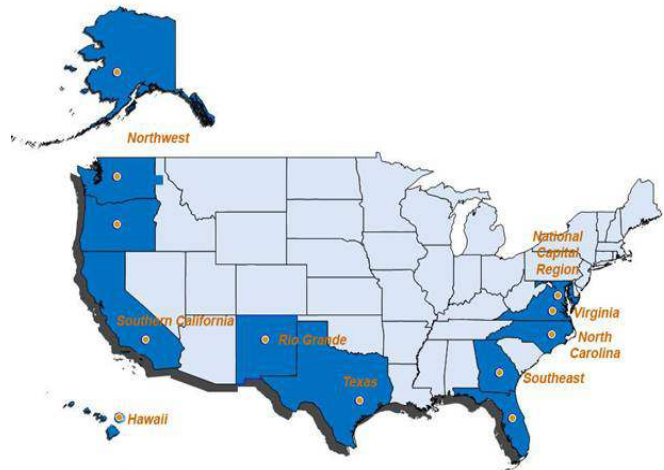 Northwest
National
Capital
Region
Southern California
Rio Grande
Virginia
North
Carolina
Texas
Southeast
Hawaii